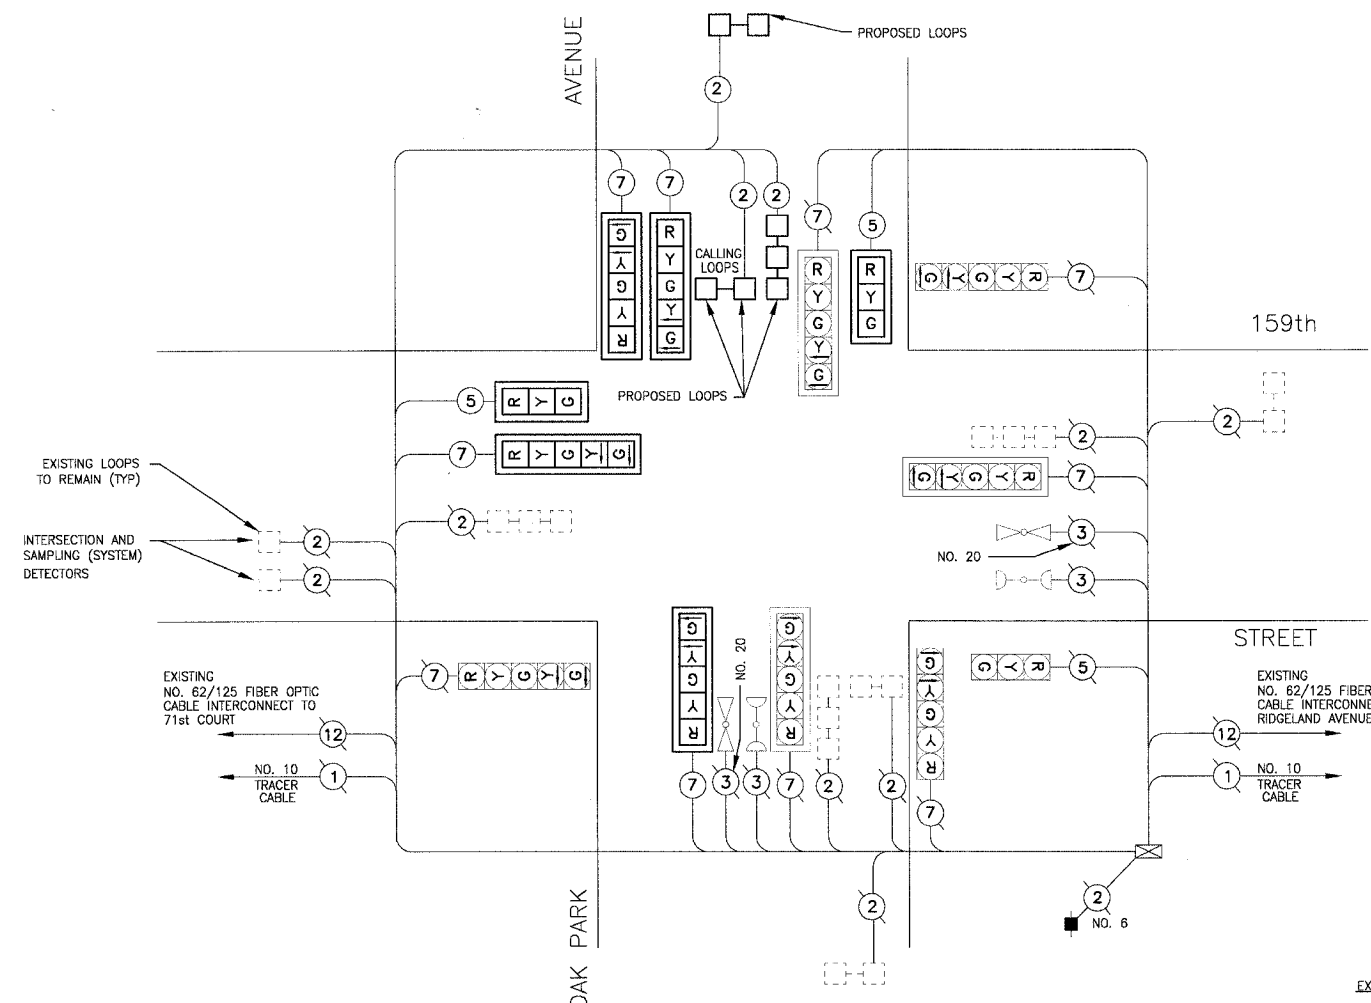 AVENUE
PROPOSED LOOPS
2
7
7
2
2
7
5
G Y G Y R
R Y G Y G
CALLING
LOOPS
R Y G Y G
R Y G
G Y G Y R
7
159th
PROPOSED LOOPS
5
R Y G
7
R Y G Y G
2
2
G Y G Y R
7
EXISTING LOOPS
TO REMAIN (TYP)
2
INTERSECTION AND
SAMPLING (SYSTEM)
DETECTORS
2
2
3
NO. 20
3
STREET
G Y G Y R
NO. 20
G Y G Y R
G Y G Y R
G Y R
5
7
R Y G Y G
EXISTING
NO. 62/125 FIBER OPTIC
CABLE INTERCONNECT TO
71st COURT
12
NO. 10
TRACER
CABLE
1
EXISTING
NO. 62/125 FIBER
CABLE INTERCONNE
RIDGELAND AVENUE
12
1
NO. 10
TRACER
CABLE
7
3
3
7
2
2
7
2
2
NO. 6
OAK PARK
EX